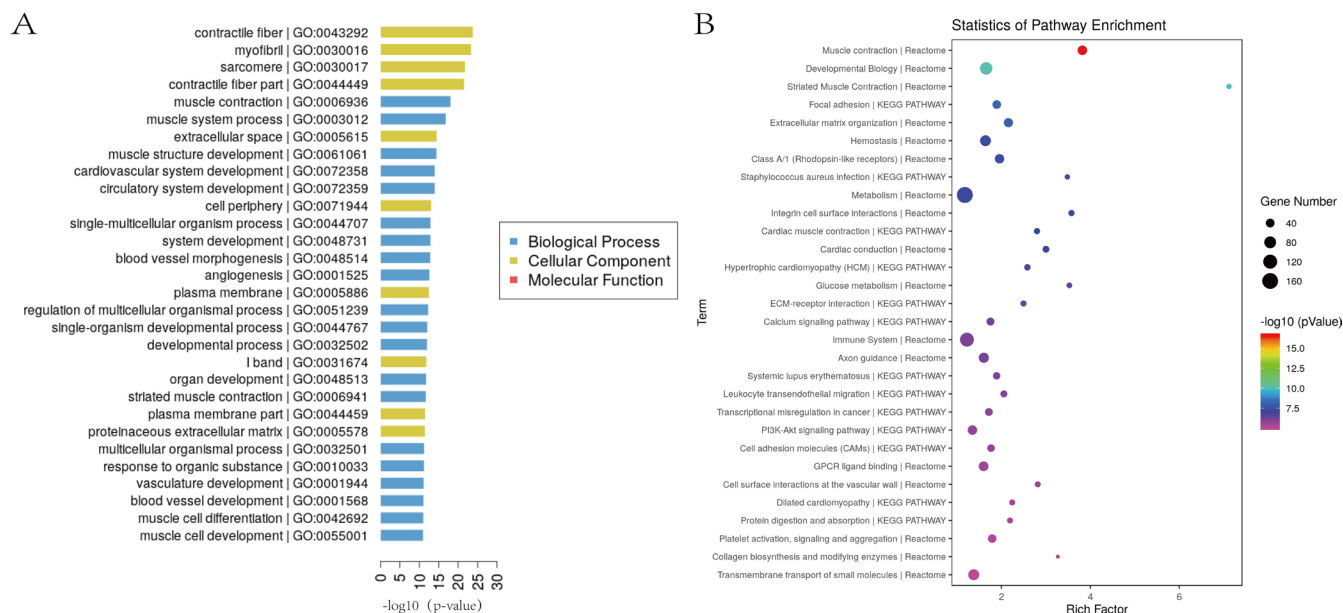 A
contractile fiber | GO:0043292
myofibril | GO:0030016
sarcomere | GO:0030017
contractile fiber part | GO:0044449
muscle contraction | GO:0006936
muscle system process | GO:0003012
extracellular space | GO:0005615
muscle structure development | GO:0061061
cardiovascular system development | GO:0072358
circulatory system development | GO:0072359
cell periphery | GO:0071944
single-multicellular organism process | GO:0044707
system development | GO:0048731
blood vessel morphogenesis | GO:0048514
angiogenesis | GO:0001525
plasma membrane | GO:0005886
regulation of multicellular organismal process | GO:0051239
single-organism developmental process | GO:0044767
developmental process | GO:0032502
I band | GO:0031674
organ development | GO:0048513
striated muscle contraction | GO:0006941
plasma membrane part | GO:0044459
proteinaceous extracellular matrix | GO:0005578
multicellular organismal process | GO:0032501
response to organic substance | GO:0010033
vasculature development | GO:0001944
blood vessel development | GO:0001568
muscle cell differentiation | GO:0042692
muscle cell development | GO:0055001
0 5 10 15 20 25 30
-log10 (p-value)
Biological Process
Cellular Component
Molecular Function
B
Statistics of Pathway Enrichment
Term
Muscle contraction | Reactome
Developmental Biology | Reactome
Striated Muscle Contraction | Reactome
Focal adhesion | KEGG PATHWAY
Extracellular matrix organization | Reactome
Hemostasis | Reactome
Class A/1 (Rhodopsin-like receptors) | Reactome
Staphylococcus aureus infection | KEGG PATHWAY
Metabolism | Reactome
Integrin cell surface interactions | Reactome
Cardiac muscle contraction | KEGG PATHWAY
Cardiac conduction | Reactome
Hypertrophic cardiomyopathy (HCM) | KEGG PATHWAY
Glucose metabolism | Reactome
ECM-receptor interaction | KEGG PATHWAY
Calcium signaling pathway | KEGG PATHWAY
Immune System | Reactome
Axon guidance | Reactome
Systemic lupus erythematosus | KEGG PATHWAY
Leukocyte transendothelial migration | KEGG PATHWAY
Transcriptional misregulation in cancer | KEGG PATHWAY
PI3K-Akt signaling pathway | KEGG PATHWAY
Cell adhesion molecules (CAMs) | KEGG PATHWAY
GPCR ligand binding | Reactome
Cell surface interactions at the vascular wall | Reactome
Dilated cardiomyopathy | KEGG PATHWAY
Protein digestion and absorption | KEGG PATHWAY
Platelet activation, signaling and aggregation | Reactome
Collagen biosynthesis and modifying enzymes | Reactome
Transmembrane transport of small molecules | Reactome
2 4 6
Rich Factor
Gene Number
40
80
120
160
-log10 (pValue)
15.0
12.5
10.0
7.5